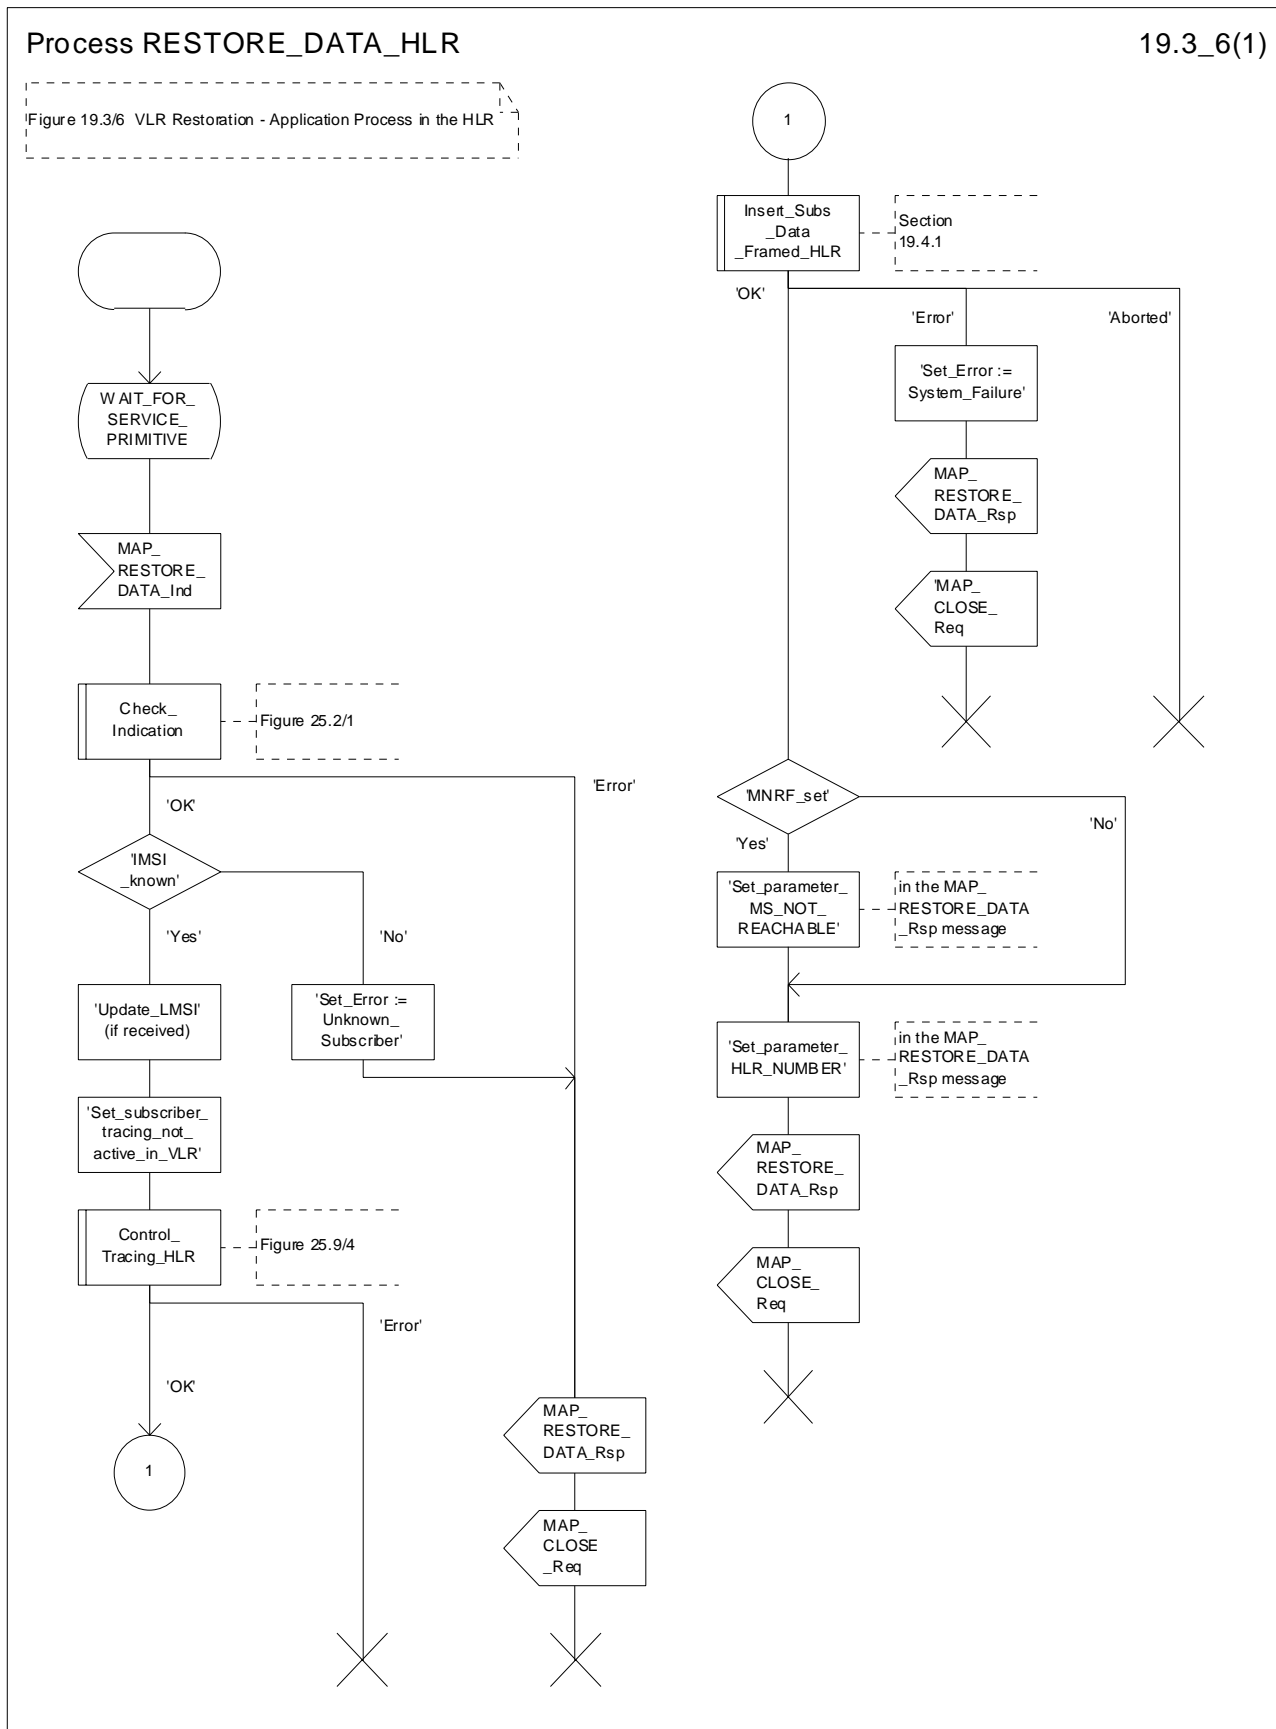 Process RESTORE_DATA_HLR
19.3_6(1)
Figure 19.3/6 VLR Restoration - Application Process in the HLR
WAIT_FOR_
SERVICE_
PRIMITIVE
MAP_
RESTORE_
DATA_Ind
Check_
Indication
Figure 25.2/1
'Error'
'OK'
'IMSI
_known'
'Yes'
'No'
'Update_LMSI'
(if received)
'Set_Error :=
Unknown_
Subscriber'
'Set_subscriber_
tracing_not_
active_in_VLR'
Control_
Tracing_HLR
Figure 25.9/4
'Error'
'OK'
1
MAP_
RESTORE_
DATA_Rsp
MAP_
CLOSE
_Req
1
Insert_Subs
_Data
_Framed_HLR
Section
19.4.1
'OK'
'Error'
'Aborted'
'Set_Error :=
System_Failure'
MAP_
RESTORE_
DATA_Rsp
'MAP_
CLOSE_
Req
'MNRF_set'
'No'
'Yes'
'Set_parameter_
MS_NOT_
REACHABLE'
in the MAP_
RESTORE_DATA
_Rsp message
'Set_parameter_
HLR_NUMBER'
in the MAP_
RESTORE_DATA
_Rsp message
MAP_
RESTORE_
DATA_Rsp
MAP_
CLOSE_
Req